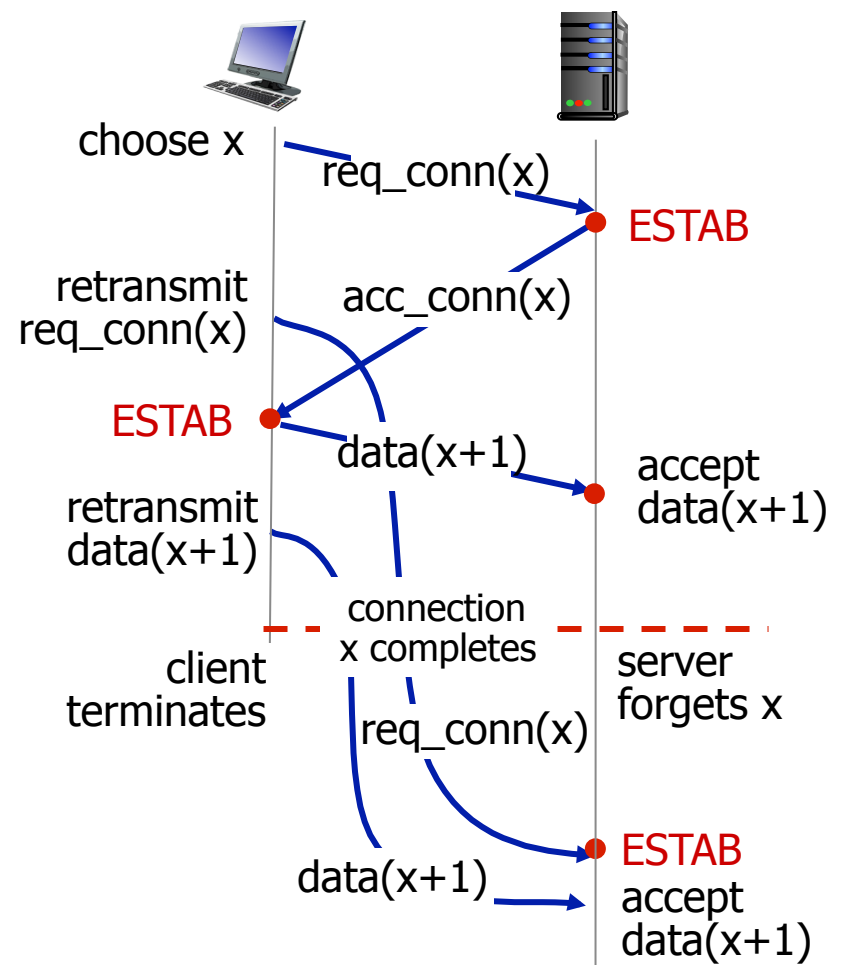 choose x
req_conn(x)
ESTAB
retransmit
req_conn(x)
acc_conn(x)
ESTAB
data(x+1)
accept
data(x+1)
retransmit
data(x+1)
connection
x completes
client
terminates
server
forgets x
req_conn(x)
ESTAB
data(x+1)
accept
data(x+1)